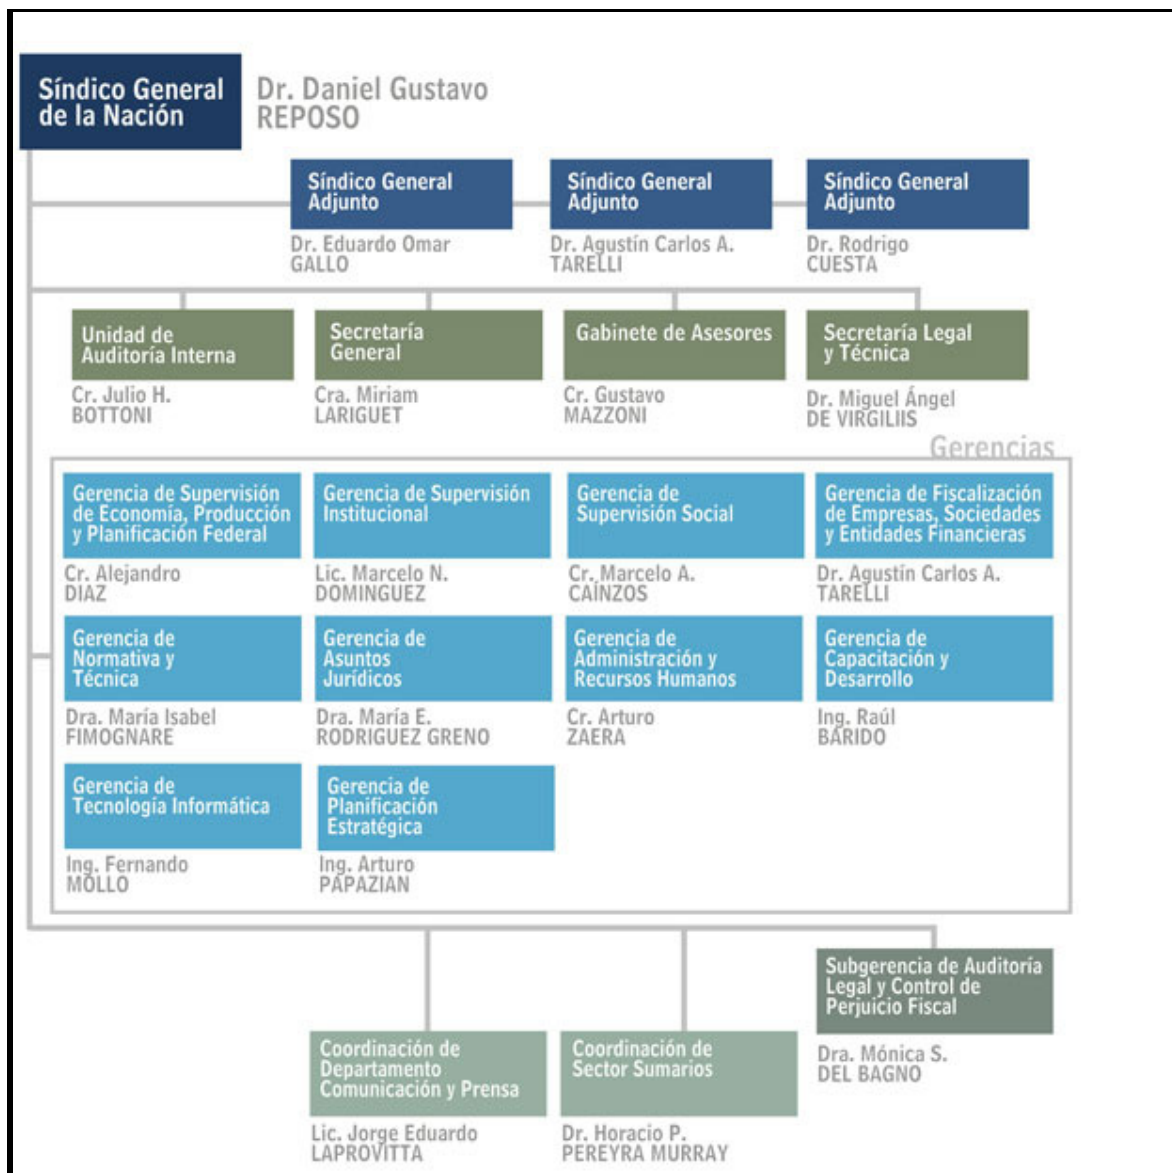 Síndico General
de la Nación
Dr. Daniel Gustavo
REPOSO
Síndico General
Adjunto
Dr. Eduardo Omar
GALLO
Síndico General
Adjunto
Dr. Agustín Carlos A.
TARELLI
Síndico General
Adjunto
Dr. Rodrigo
CUESTA
Unidad de
Auditoría Interna
Cr. Julio H.
BOTTONI
Secretaría
General
Cra. Miriam
LARIGUET
Gabinete de Asesores
Cr. Gustavo
MAZZONI
Secretaría Legal
y Técnica
Dr. Miguel Ángel
DE VIRGILIIS
Gerencias
Gerencia de Supervisión
de Economía, Producción
y Planificación Federal
Cr. Alejandro
DIAZ
Gerencia de Supervisión
Institucional
Lic. Marcelo N.
DOMINGUEZ
Gerencia de
Supervisión Social
Cr. Marcelo A.
CAÍNZOS
Gerencia de Fiscalización
de Empresas, Sociedades
y Entidades Financieras
Dr. Agustín Carlos A.
TARELLI
Gerencia de
Normativa y
Técnica
Dra. María Isabel
FIMOGNARE
Gerencia de
Asuntos
Jurídicos
Dra. María E.
RODRIGUEZ GRENO
Gerencia de
Administración y
Recursos Humanos
Cr. Arturo
ZAERA
Gerencia de
Capacitación y
Desarrollo
Ing. Raúl
BARIDO
Gerencia de
Tecnología Informática
Ing. Fernando
MOLLO
Gerencia de
Planificación
Estratégica
Ing. Arturo
PAPAZIAN
Subgerencia de Auditoría
Legal y Control de
Perjuicio Fiscal
Dra. Mónica S.
DEL BAGNO
Coordinación de
Departamento
Comunicación y Prensa
Lic. Jorge Eduardo
LAPROVITTA
Coordinación de
Sector Sumarios
Dr. Horacio P.
PEREYRA MURRAY